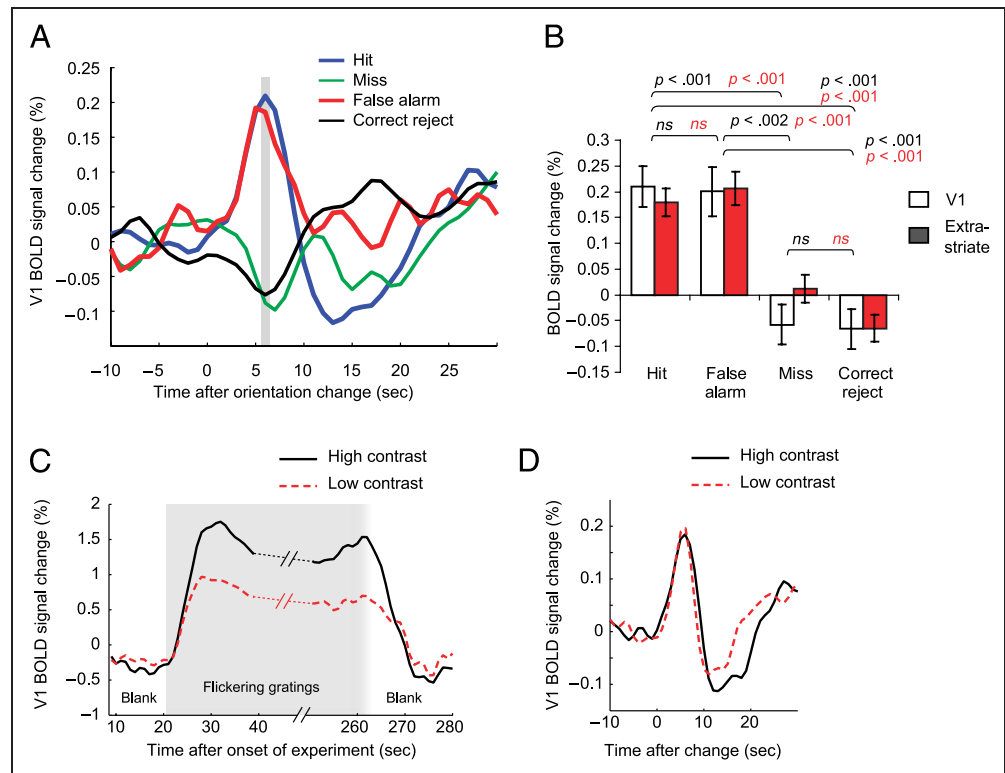 A
Hit
Miss
False alarm
Correct reject
V1 BOLD signal change (%)
0.25
0.2
0.15
0.1
0.05
0
−0.05
−0.1
−10
−5
0
5
10
15
20
25
Time after orientation change (sec)
B
p < .001 p < .001 p < .001
p < .001
ns ns p < .002 p < .001 p < .001
p < .001
ns ns
BOLD signal change (%)
0.3
0.25
0.2
0.15
0.1
0.05
0
−0.05
−0.1
−0.15
V1
Extra-
striate
Hit False Miss Correct
alarm reject
C
High contrast
Low contrast
V1 BOLD signal change (%)
2
1.5
1
0.5
0
−0.5
−1
Blank
Flickering gratings
Blank
10 30 40 260 270 280
Time after onset of experiment (sec)
D
High contrast
Low contrast
V1 BOLD signal change (%)
0.2
0.1
0
−0.1
−10 0 10 20
Time after change (sec)